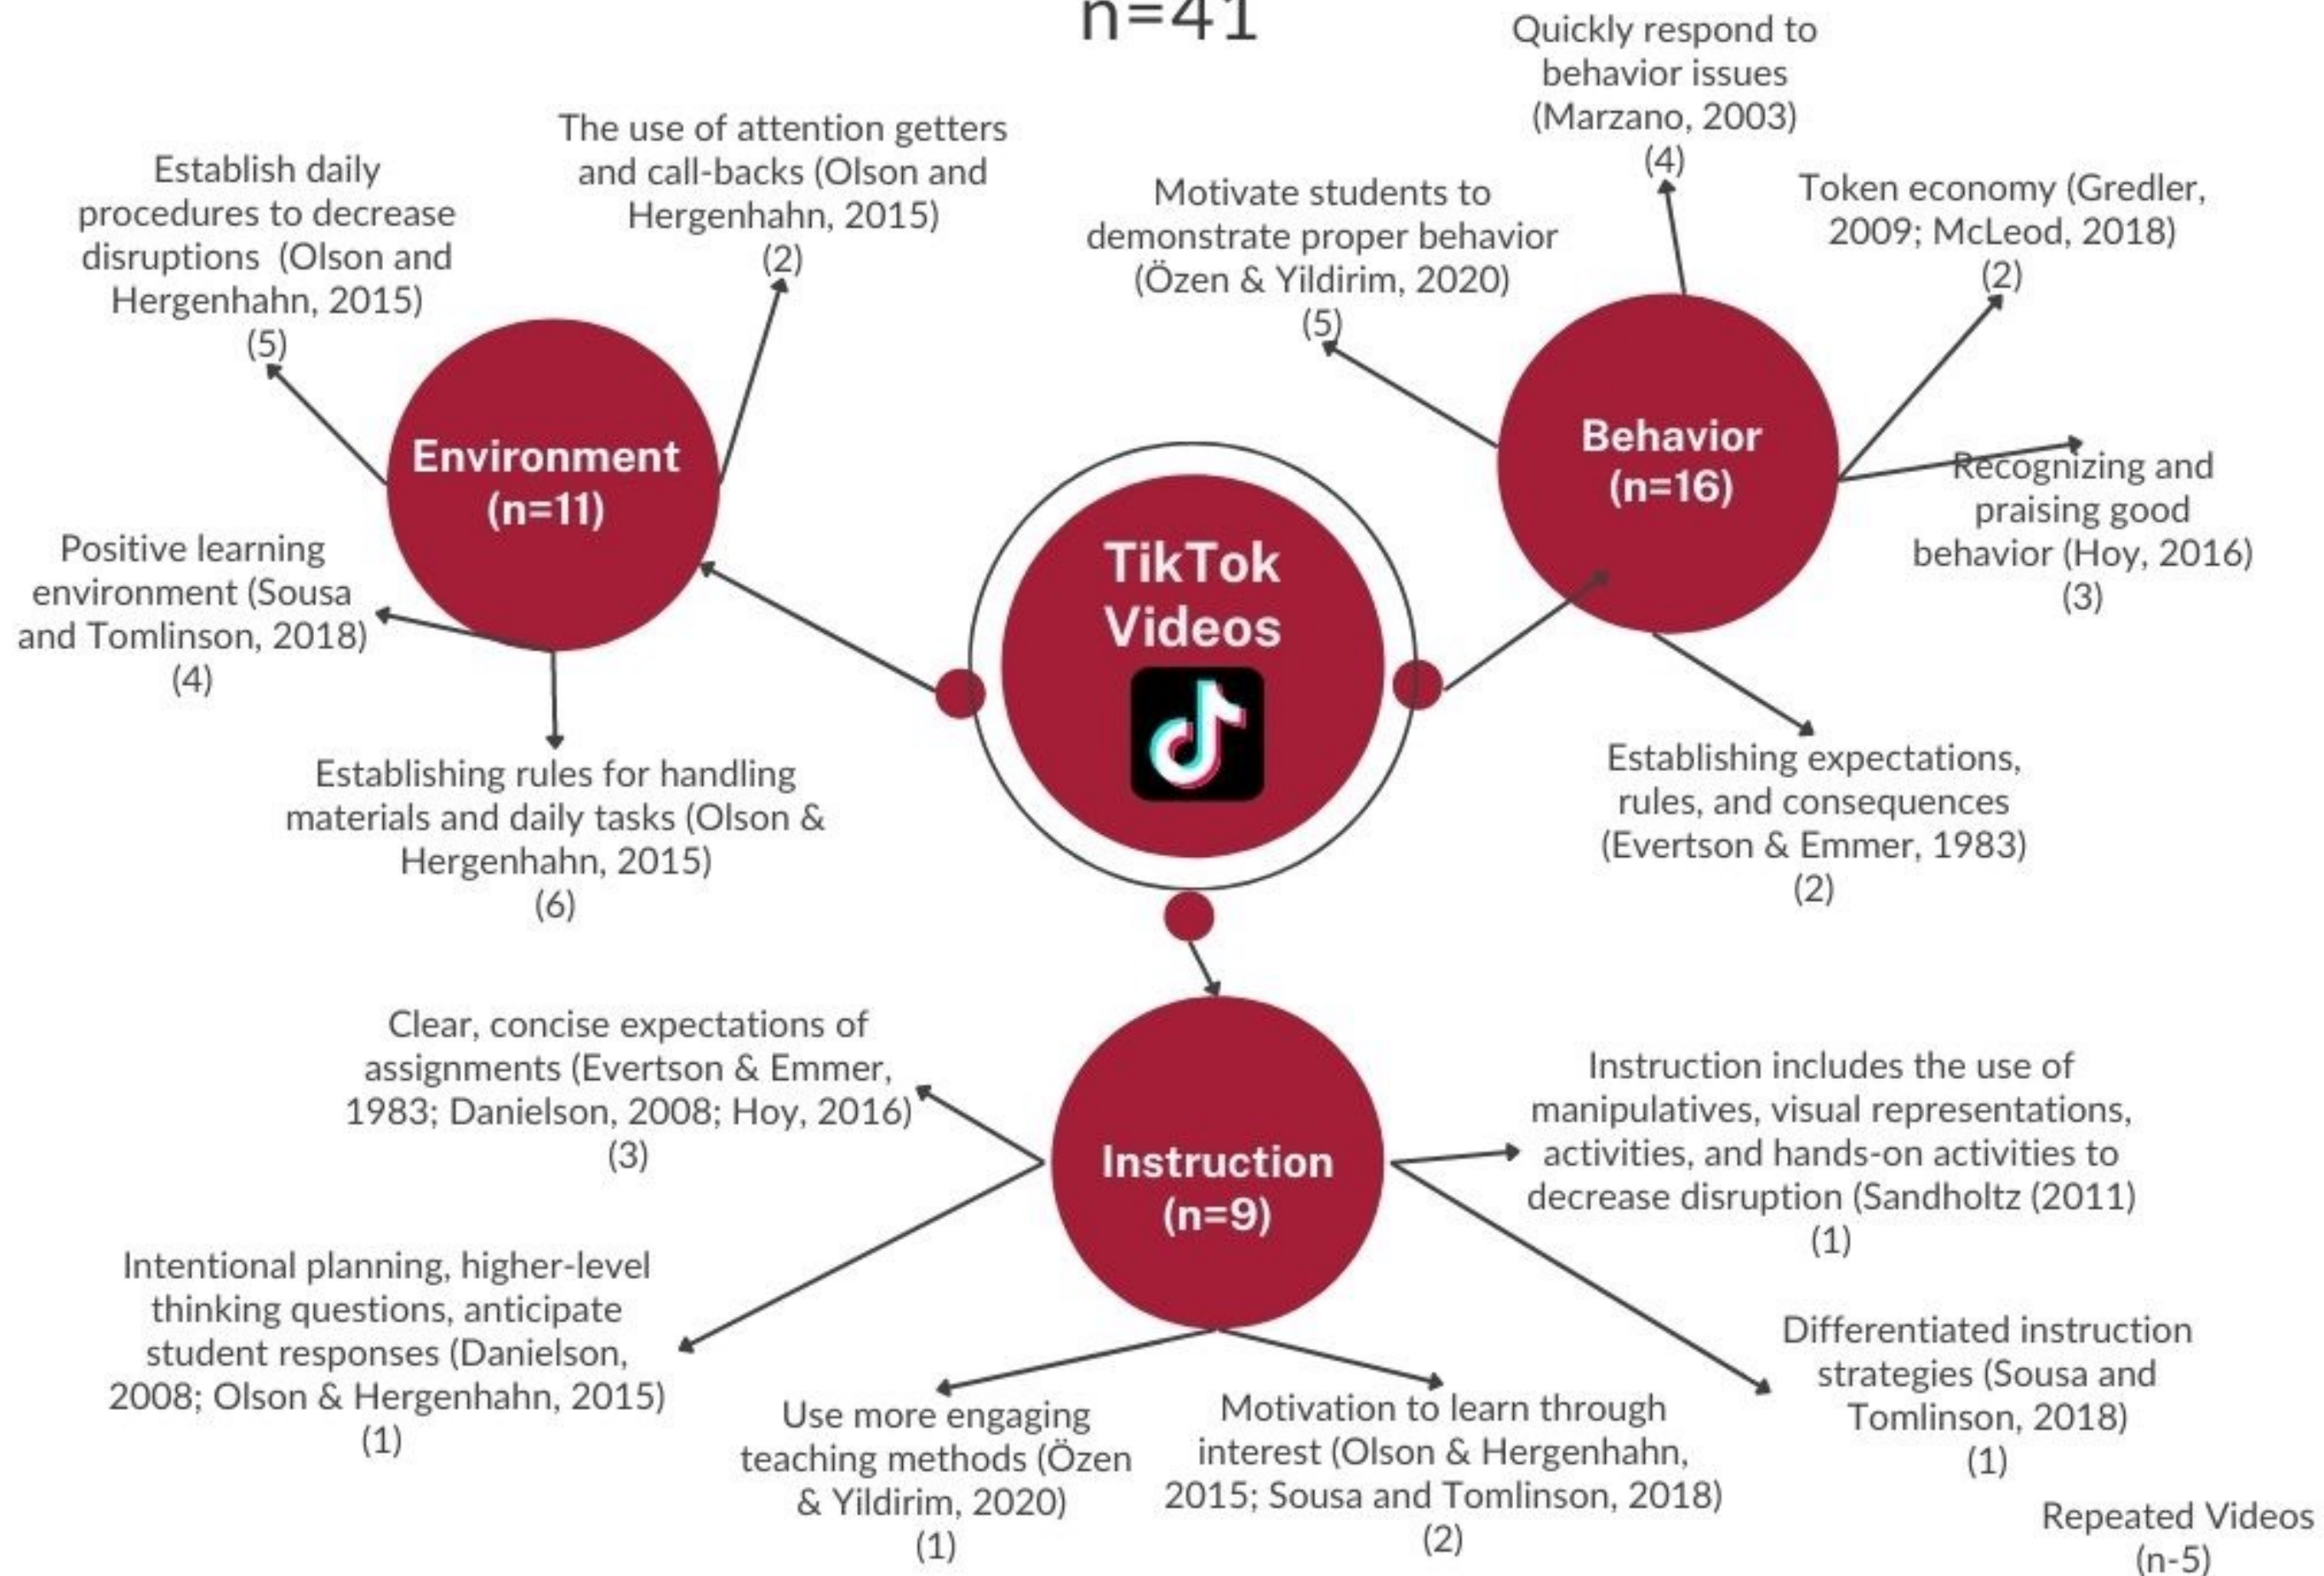 n=41
Establish daily
procedures to decrease
disruptions (Olson and
Hergenhahn, 2015)
(5)
The use of attention getters
and call-backs (Olson and
Hergenhahn, 2015)
(2)
Environment
(n=11)
Positive learning
environment (Sousa
and Tomlinson, 2018)
(4)
Establishing rules for handling
materials and daily tasks (Olson &
Hergenhahn, 2015)
(6)
TikTok
Videos
Motivate students to
demonstrate proper behavior
(Özen & Yildirim, 2020)
(5)
Quickly respond to
behavior issues
(Marzano, 2003)
(4)
Token economy (Gredler,
2009; McLeod, 2018)
(2)
Behavior
(n=16)
Recognizing and
praising good
behavior (Hoy, 2016)
(3)
Establishing expectations,
rules, and consequences
(Evertson & Emmer, 1983)
(2)
Clear, concise expectations of
assignments (Evertson & Emmer,
1983; Danielson, 2008; Hoy, 2016)
(3)
Instruction
(n=9)
Instruction includes the use of
manipulatives, visual representations,
activities, and hands-on activities to
decrease disruption (Sandholtz (2011)
(1)
Intentional planning, higher-level
thinking questions, anticipate
student responses (Danielson,
2008; Olson & Hergenhahn, 2015)
(1)
Use more engaging
teaching methods (Özen
& Yildirim, 2020)
(1)
Motivation to learn through
interest (Olson & Hergenhahn,
2015; Sousa and Tomlinson, 2018)
(2)
Differentiated instruction
strategies (Sousa and
Tomlinson, 2018)
(1)
Repeated Videos
(n-5)